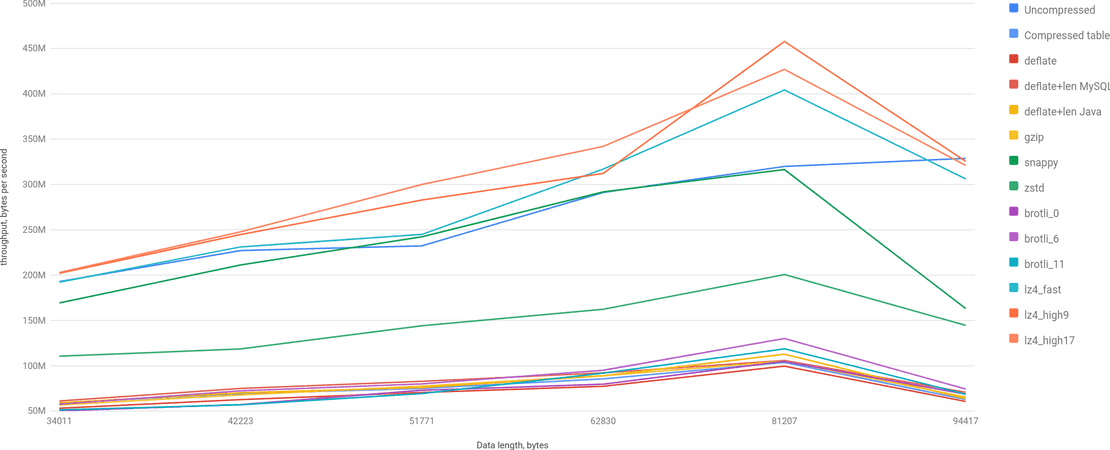 500M
450M
400M
350M
300M
250M
200M
150M
100M
50M
throughput, bytes per second
34011
42223
51771
62830
81207
94417
Data length, bytes
Uncompressed
Compressed table
deflate
deflate+len MySQL
deflate+len Java
gzip
snappy
zstd
brotli_0
brotli_6
brotli_11
lz4_fast
lz4_high9
lz4_high17